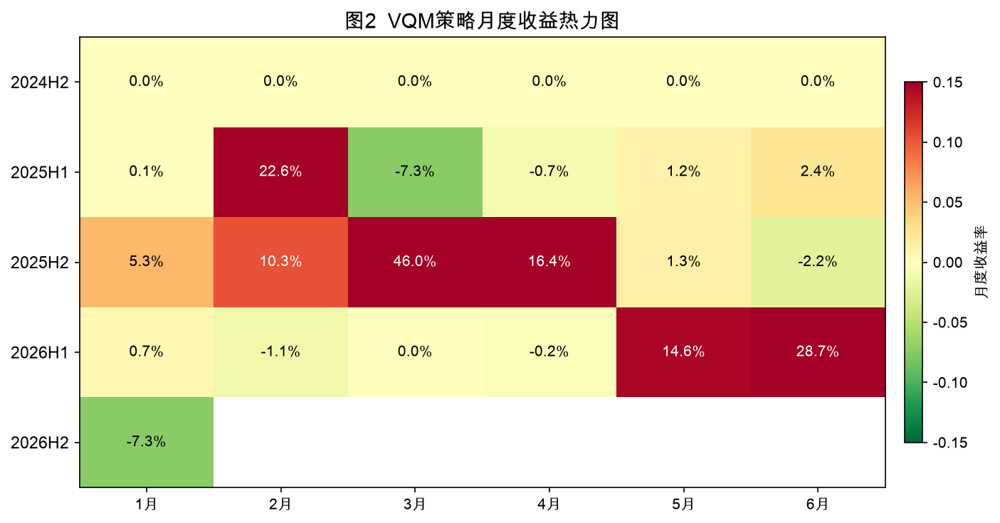 图2 VQM策略月度收益热力图
2024H2 0.0% 0.0% 0.0% 0.0% 0.0% 0.0%
2025H1 0.1% 22.6% -7.3% -0.7% 1.2% 2.4%
2025H2 5.3% 10.3% 46.0% 16.4% 1.3% -2.2%
2026H1 0.7% -1.1% 0.0% -0.2% 14.6% 28.7%
2026H2 -7.3%
1月 2月 3月 4月 5月 6月
0.15
0.10
0.05
0.00
-0.05
-0.10
-0.15
月度收益率